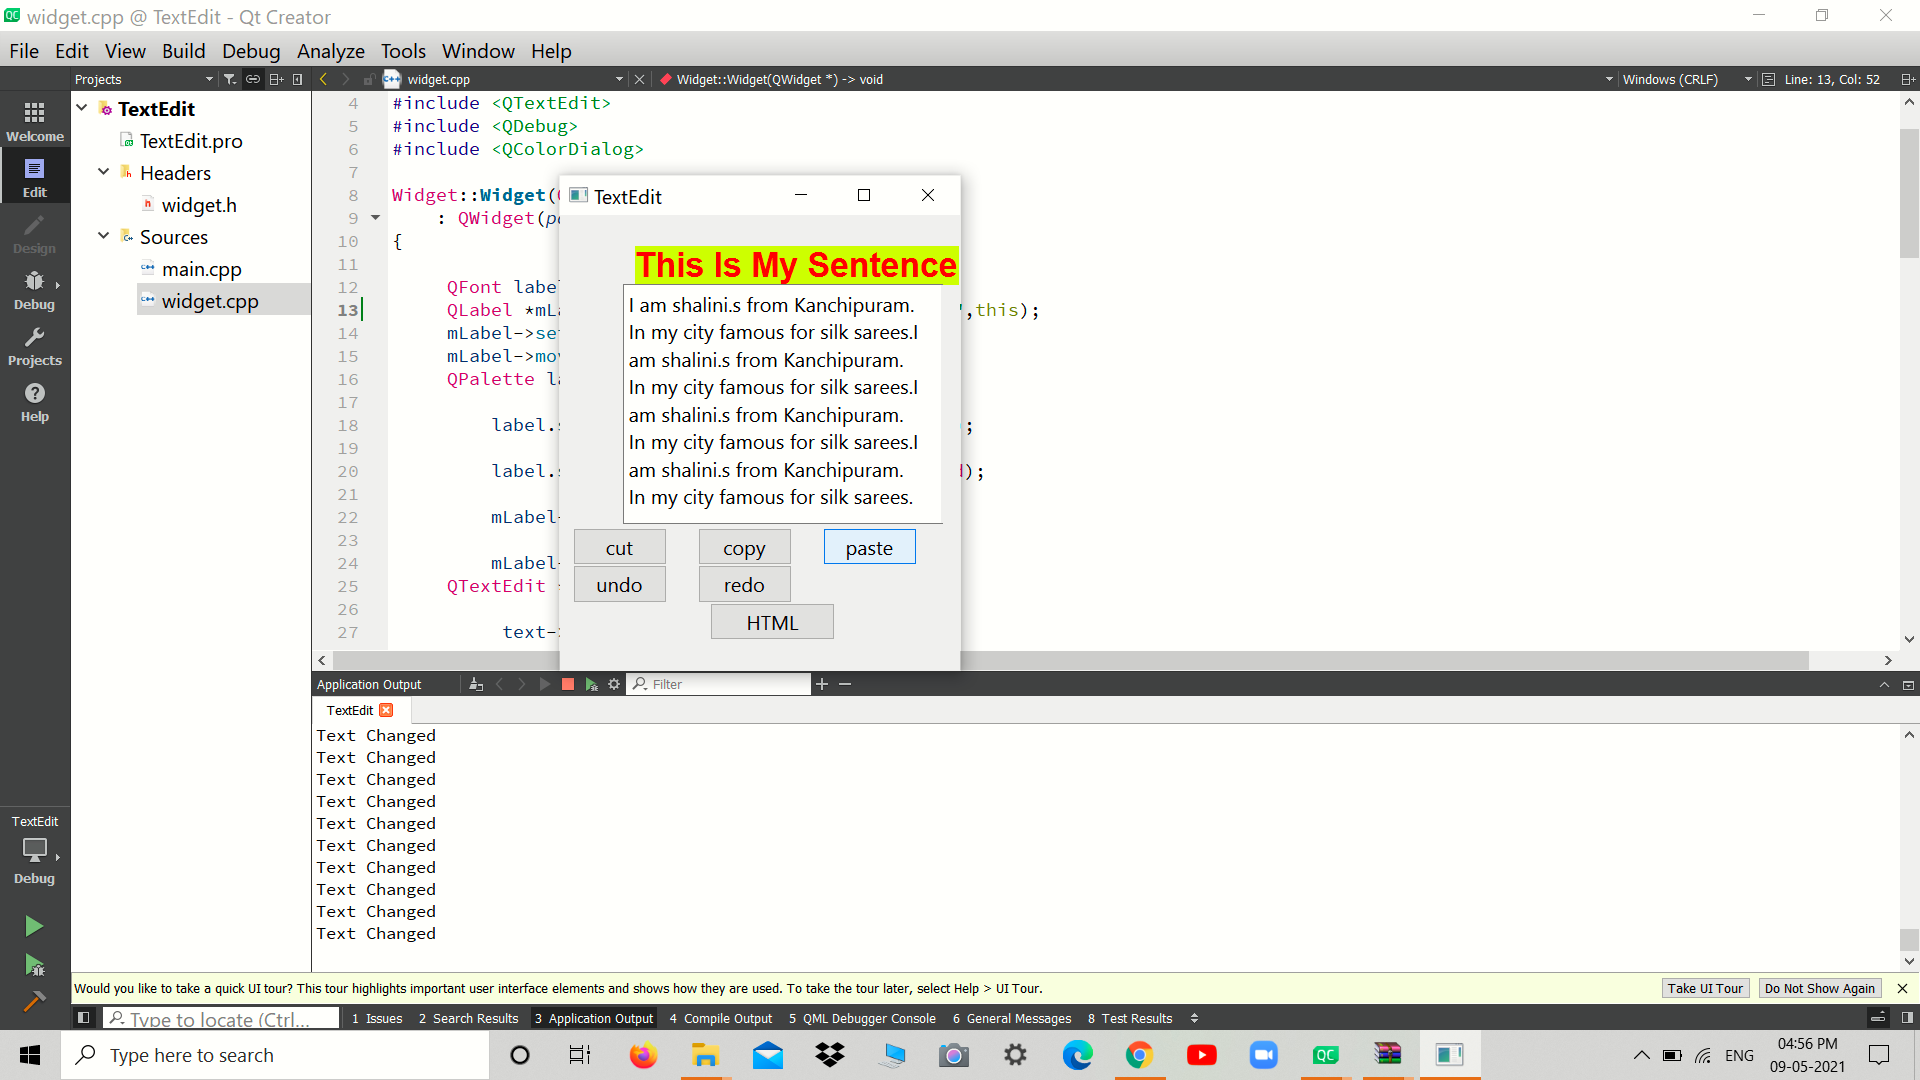 widget.cpp @ TextEdit - Qt Creator
File Edit View Build Debug Analyze Tools Window Help
Projects
widget.cpp
Widget::Widget(QWidget *) -> void
Windows (CRLF)
Line: 13, Col: 52
Welcome
Edit
Design
Debug
Projects
Help
TextEdit
Debug
TextEdit
TextEdit.pro
Headers
widget.h
Sources
main.cpp
widget.cpp
4 #include <QTextEdit>
5 #include <QDebug>
6 #include <QColorDialog>
7
8 Widget::Widget(
9 : QWidget(
10 {
11
12 QFont labe
13 QLabel *mL ",this);
14 mLabel->se
15 mLabel->mo
16 QPalette l
17
18 label. ;
19
20 label. );
21
22 mLabel
23
24 mLabel
25 QTextEdit
26
27 text-
TextEdit
This Is My Sentence
I am shalini.s from Kanchipuram.
In my city famous for silk sarees.I
am shalini.s from Kanchipuram.
In my city famous for silk sarees.I
am shalini.s from Kanchipuram.
In my city famous for silk sarees.I
am shalini.s from Kanchipuram.
In my city famous for silk sarees.
cut copy paste
undo redo
HTML
Application Output
Filter
TextEdit
Text Changed
Text Changed
Text Changed
Text Changed
Text Changed
Text Changed
Text Changed
Text Changed
Text Changed
Text Changed
Would you like to take a quick UI tour? This tour highlights important user interface elements and shows how they are used. To take the tour later, select Help > UI Tour.
Take UI Tour
Do Not Show Again
Type to locate (Ctrl...
1 Issues 2 Search Results 3 Application Output 4 Compile Output 5 QML Debugger Console 6 General Messages 8 Test Results
Type here to search
QC
ENG
04:56 PM
09-05-2021